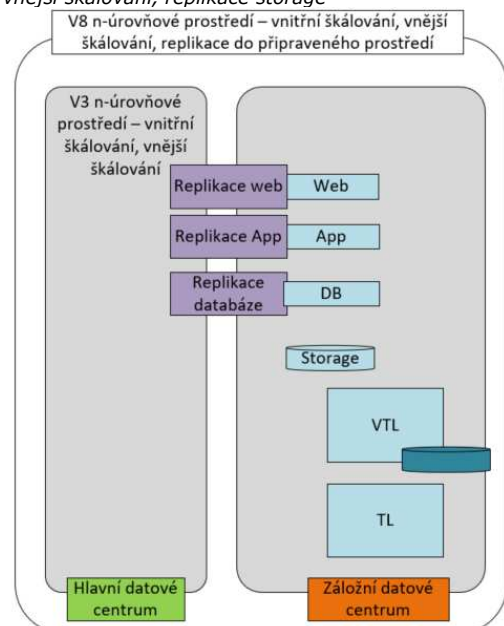 vnější škálování, replikace storage
V8 n-úrovňové prostředí – vnitřní škálování, vnější
škálování, replikace do připraveného prostředí
V3 n-úrovňové
prostředí – vnitřní
škálování, vnější
škálování
Replikace web
Web
Replikace App
App
Replikace
databáze
DB
Storage
VTL
TL
Hlavní datové
centrum
Záložní datové
centrum